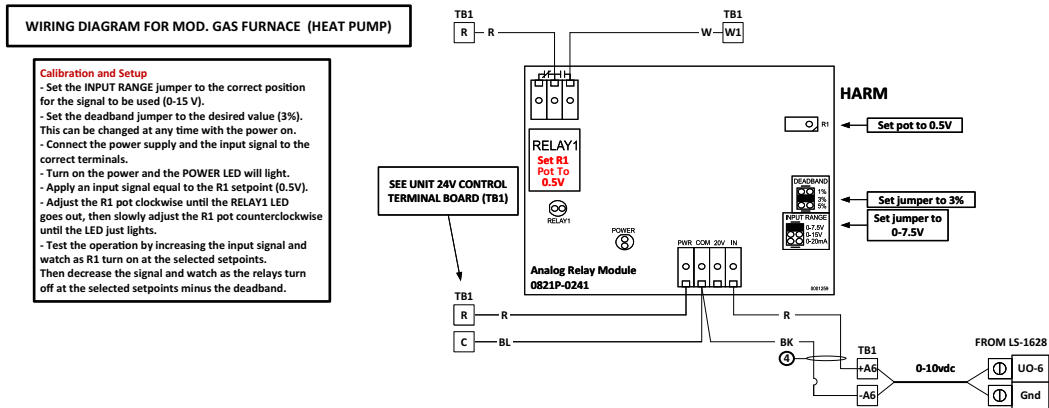 WIRING DIAGRAM FOR MOD. GAS FURNACE (HEAT PUMP)
Calibration and Setup
- Set the INPUT RANGE jumper to the correct position
for the signal to be used (0-15 V).
- Set the deadband jumper to the desired value (3%).
This can be changed at any time with the power on.
- Connect the power supply and the input signal to the
correct terminals.
- Turn on the power and the POWER LED will light.
- Apply an input signal equal to the R1 setpoint (0.5V).
- Adjust the R1 pot clockwise until the RELAY1 LED
goes out, then slowly adjust the R1 pot counterclockwise
until the LED just lights.
- Test the operation by increasing the input signal and
watch as R1 turn on at the selected setpoints.
Then decrease the signal and watch as the relays turn
off at the selected setpoints minus the deadband.
TB1
R
R
TB1
W
W1
HARM
R1
Set pot to 0.5V
RELAY1
Set R1
Pot To
0.5V
RELAY1
POWER
DEADBAND
1%
3%
5%
Set jumper to 3%
INPUT RANGE
0-7.5V
0-15V
0-20mA
Set jumper to
0-7.5V
SEE UNIT 24V CONTROL
TERMINAL BOARD (TB1)
PWR COM 20V IN
Analog Relay Module
0821P-0241
0001259
TB1
R
R
C
BL
R
BK
4
TB1
+A6
-A6
0-10vdc
FROM LS-1628
UO-6
Gnd